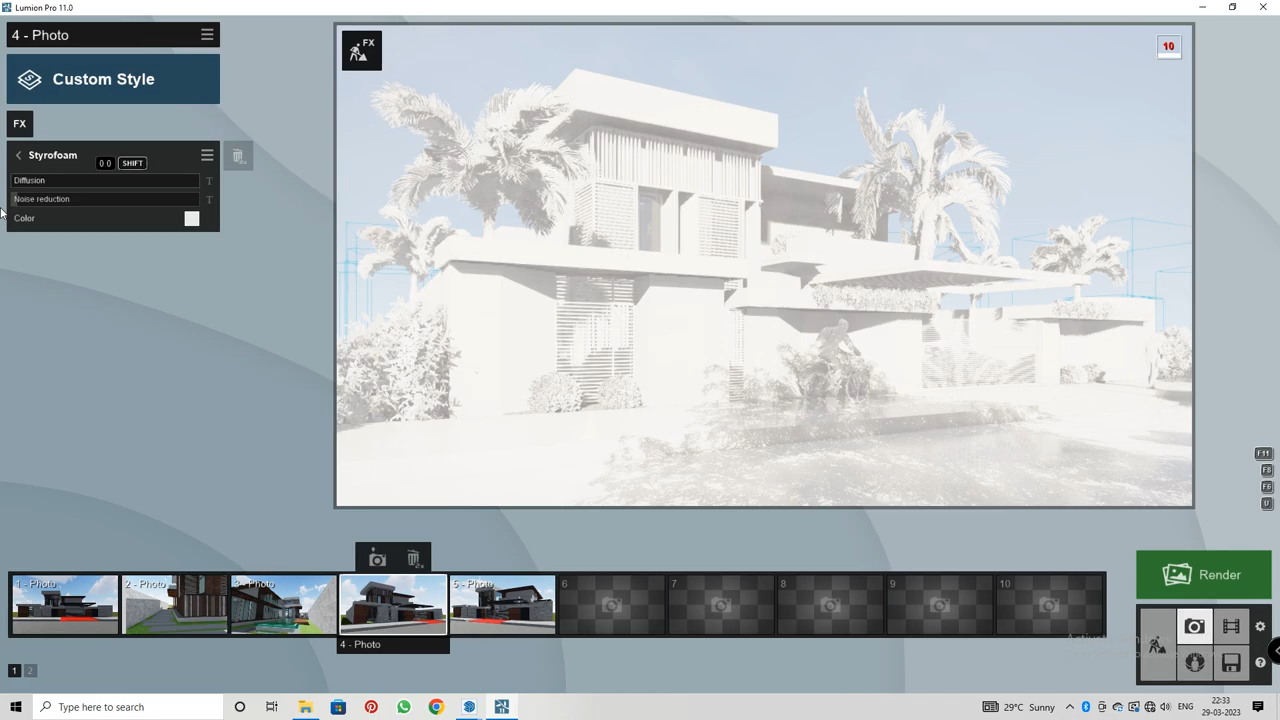 Lumion Pro 11.0
4 - Photo
Custom Style
FX
Styrofoam
0 0 SHIFT
Diffusion T
Noise reduction T
Color
FX
10
F11
F8
F6
U
1 - Photo 2 - Photo 3 - Photo 5 - Photo 6 7 8 9 10
4 - Photo
Render
1 2
Type here to search
29°C Sunny ENG 22:33
29-03-2023